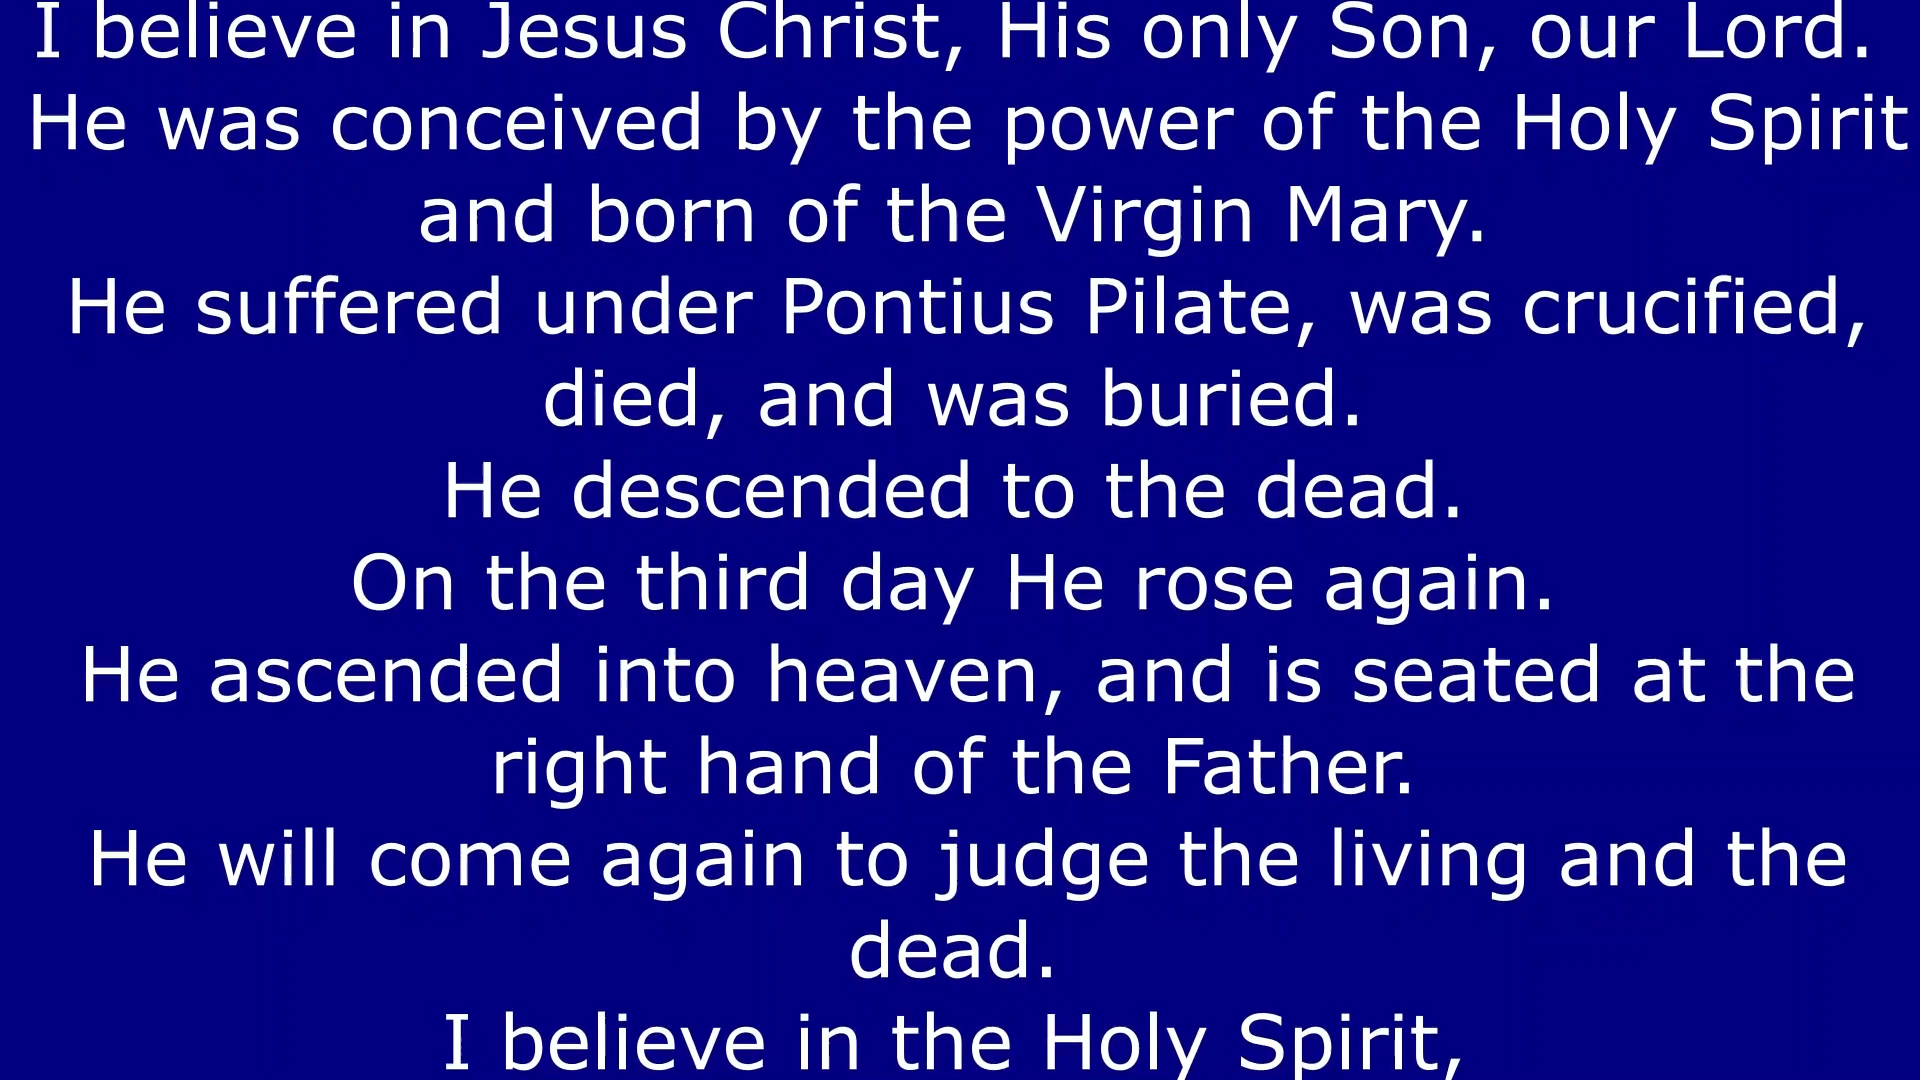 I believe in Jesus Christ, His only Son, our Lord.
He was conceived by the power of the Holy Spirit
and born of the Virgin Mary.
He suffered under Pontius Pilate, was crucified,
died, and was buried.
He descended to the dead.
On the third day He rose again.
He ascended into heaven, and is seated at the
right hand of the Father.
He will come again to judge the living and the
dead.
I believe in the Holy Spirit,